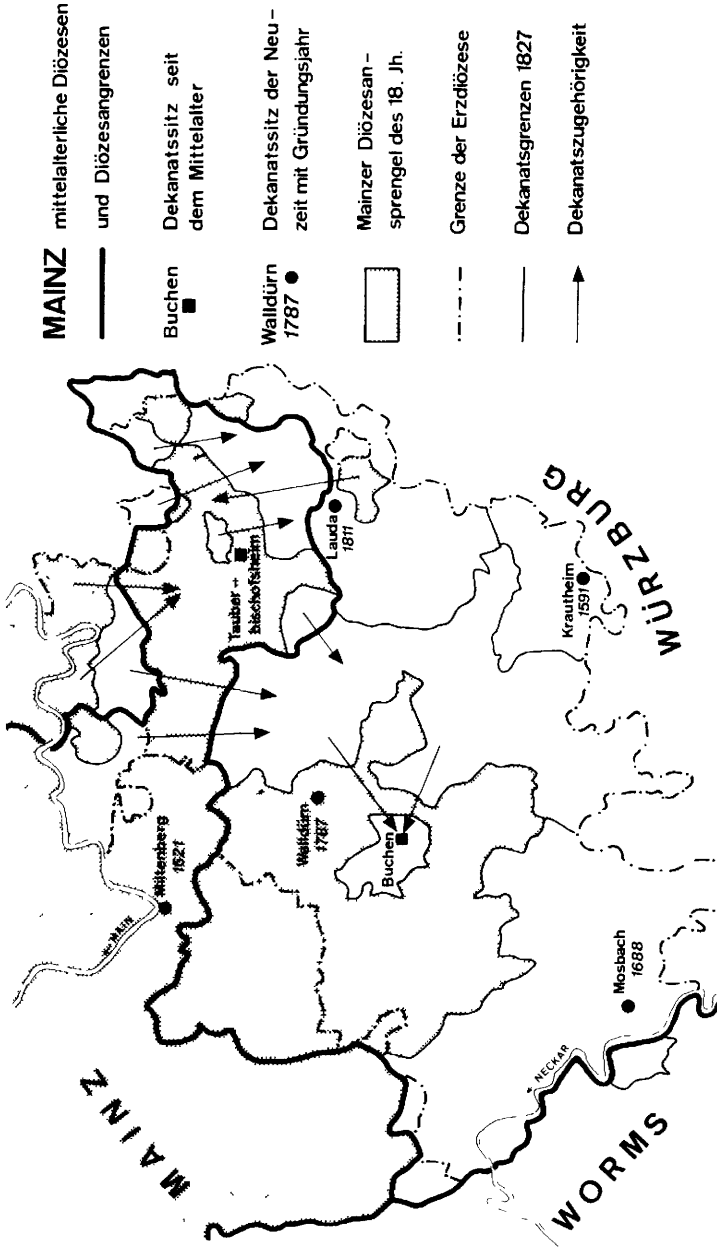 MAINZ mittelalterliche Diözesen
und Diözesangrenzen
Buchen
Dekanatssitz seit
dem Mittelalter
Walldürn
1787
Dekanatssitz der Neu-
zeit mit Gründungsjahr
Mainzer Diözesan-
sprengel des 18. Jh.
Grenze der Erzdiözese
Dekanatsgrenzen 1827
Dekanatszugehörigkeit
MAINZ
MAIN
Miltenberg
1621
Tauber-
bischofsheim
Lauda
1811
Walldürn
1787
Buchen
Krautheim
1591
WÜRZBURG
Mosbach
1688
NECKAR
WORMS